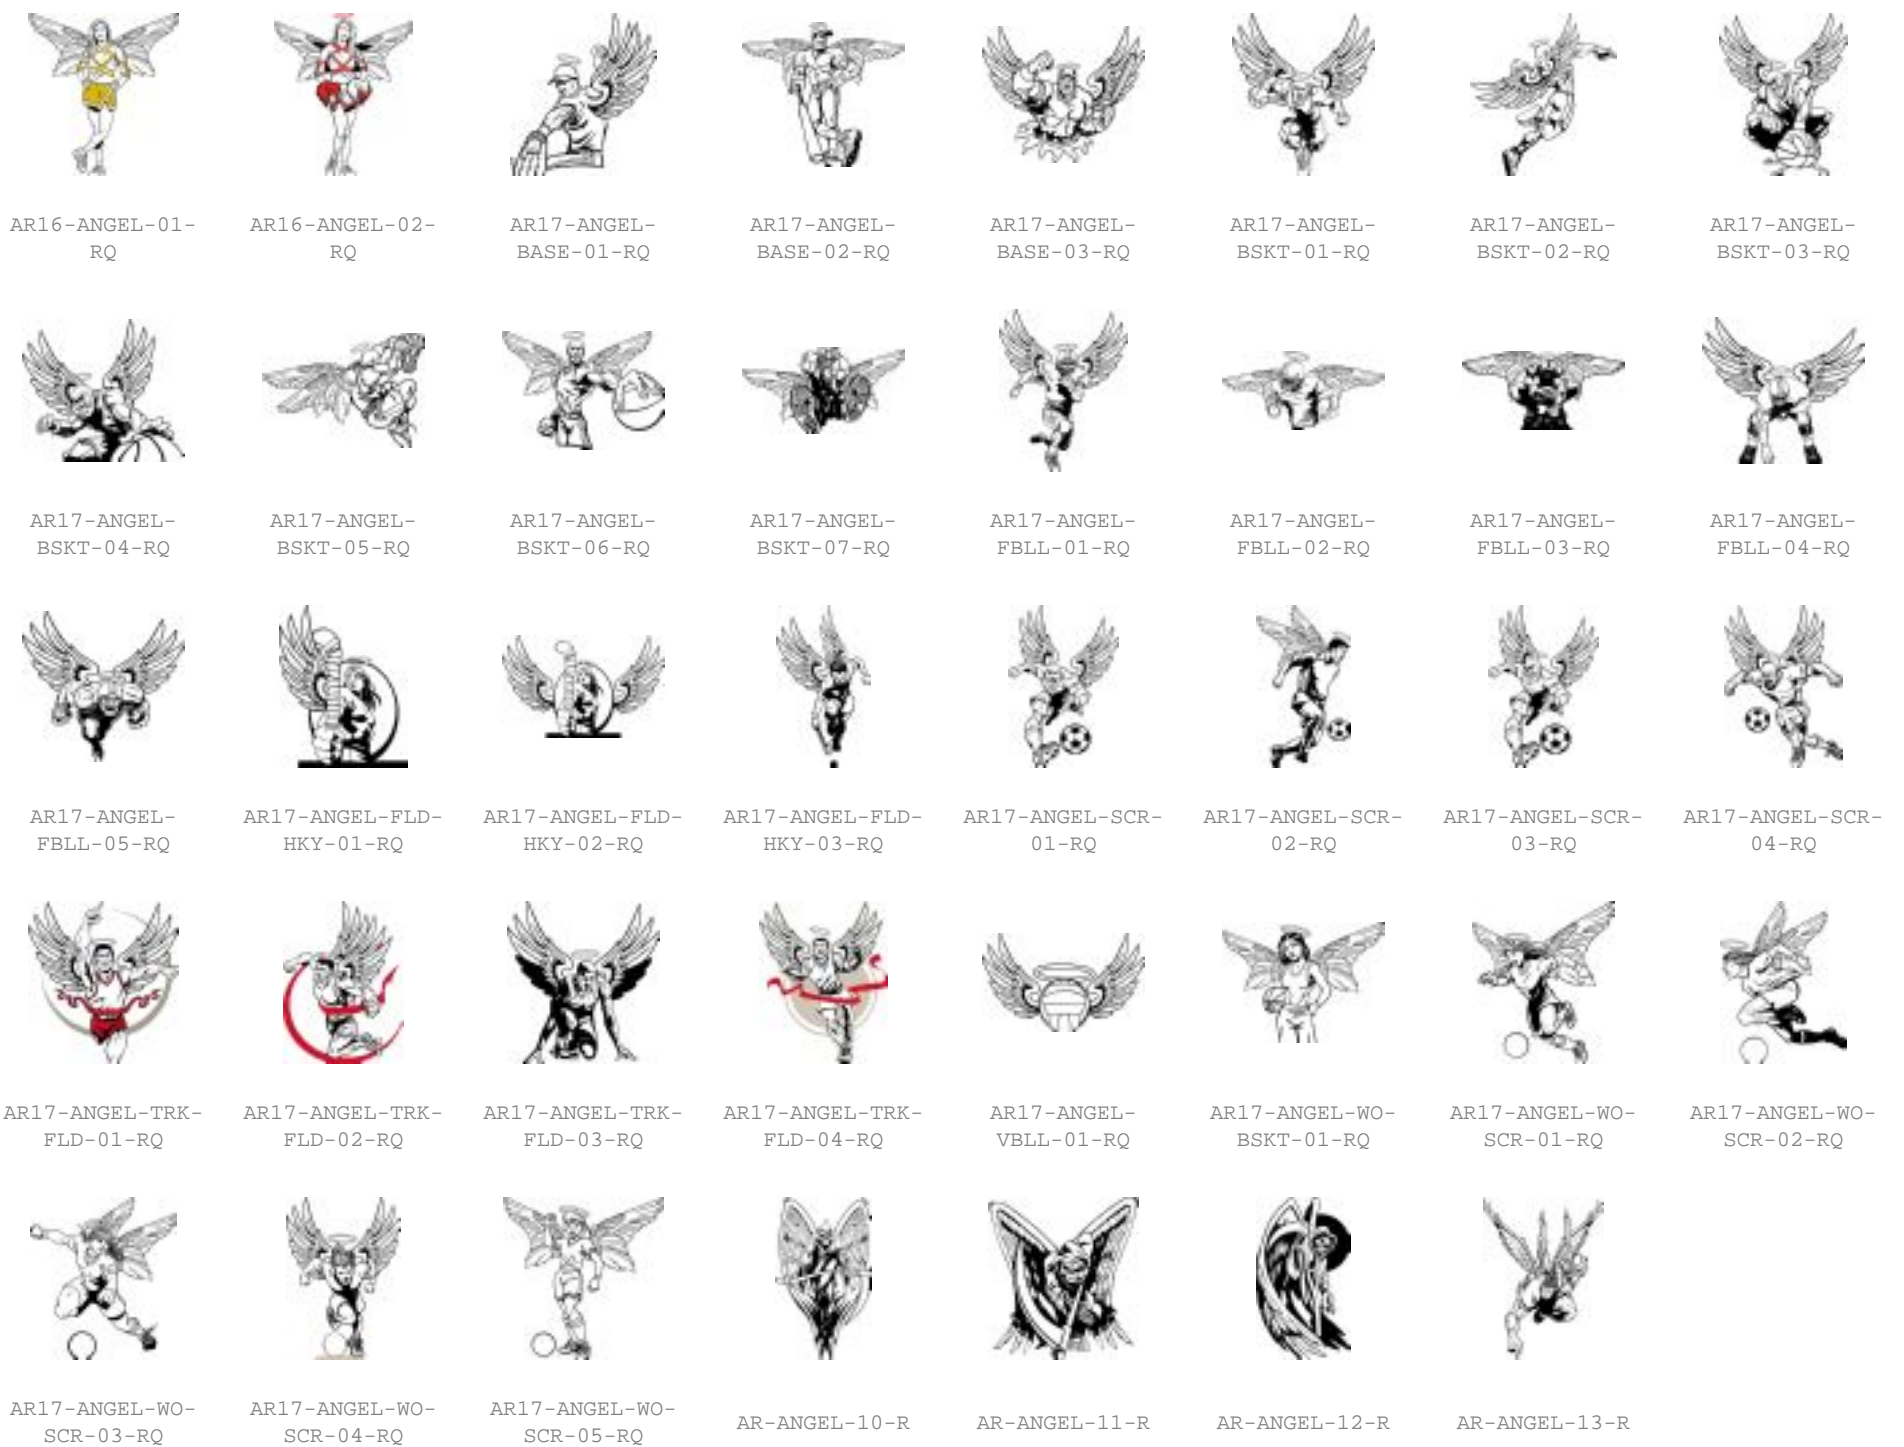 AR16-ANGEL-01-
RQ
AR16-ANGEL-02-
RQ
AR17-ANGEL-
BASE-01-RQ
AR17-ANGEL-
BASE-02-RQ
AR17-ANGEL-
BASE-03-RQ
AR17-ANGEL-
BSKT-01-RQ
AR17-ANGEL-
BSKT-02-RQ
AR17-ANGEL-
BSKT-03-RQ
AR17-ANGEL-
BSKT-04-RQ
AR17-ANGEL-
BSKT-05-RQ
AR17-ANGEL-
BSKT-06-RQ
AR17-ANGEL-
BSKT-07-RQ
AR17-ANGEL-
FBLL-01-RQ
AR17-ANGEL-
FBLL-02-RQ
AR17-ANGEL-
FBLL-03-RQ
AR17-ANGEL-
FBLL-04-RQ
AR17-ANGEL-
FBLL-05-RQ
AR17-ANGEL-FLD-
HKY-01-RQ
AR17-ANGEL-FLD-
HKY-02-RQ
AR17-ANGEL-FLD-
HKY-03-RQ
AR17-ANGEL-SCR-
01-RQ
AR17-ANGEL-SCR-
02-RQ
AR17-ANGEL-SCR-
03-RQ
AR17-ANGEL-SCR-
04-RQ
AR17-ANGEL-TRK-
FLD-01-RQ
AR17-ANGEL-TRK-
FLD-02-RQ
AR17-ANGEL-TRK-
FLD-03-RQ
AR17-ANGEL-TRK-
FLD-04-RQ
AR17-ANGEL-
VBLL-01-RQ
AR17-ANGEL-WO-
BSKT-01-RQ
AR17-ANGEL-WO-
SCR-01-RQ
AR17-ANGEL-WO-
SCR-02-RQ
AR17-ANGEL-WO-
SCR-03-RQ
AR17-ANGEL-WO-
SCR-04-RQ
AR17-ANGEL-WO-
SCR-05-RQ
AR-ANGEL-10-R
AR-ANGEL-11-R
AR-ANGEL-12-R
AR-ANGEL-13-R